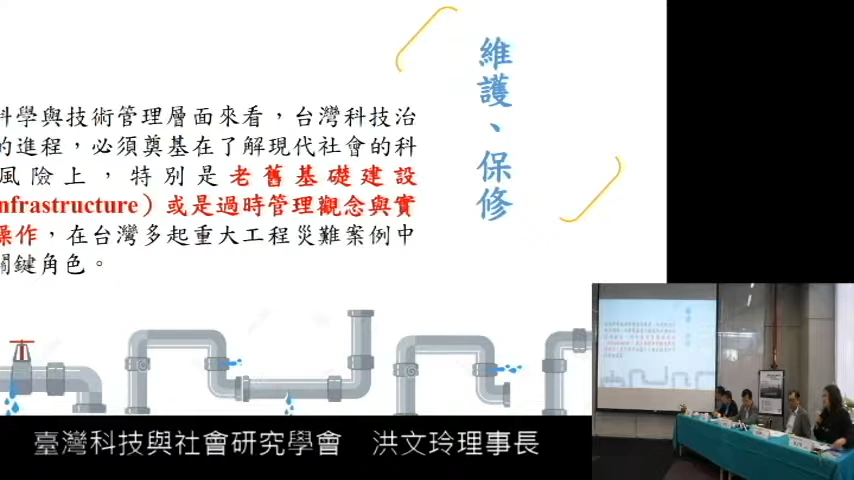 維護、保修
科學與技術管理層面來看，台灣科技治
的進程，必須奠基在了解現代社會的科
風險上，特別是老舊基礎建設
nfrastructure）或是過時管理觀念與實
操作，在台灣多起重大工程災難案例中
關鍵角色。
臺灣科技與社會研究學會　洪文玲理事長